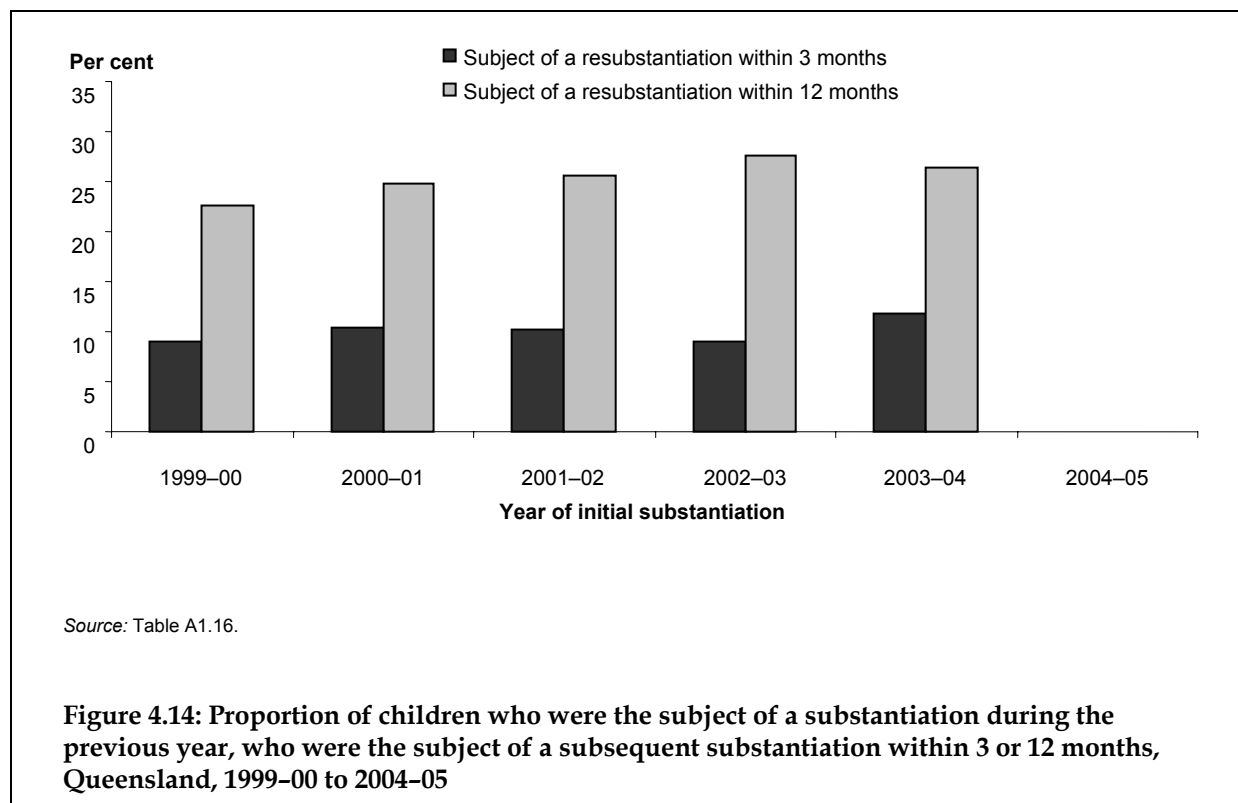 Per cent
Subject of a resubstantiation within 3 months
Subject of a resubstantiation within 12 months
35
30
25
20
15
10
5
0
1999–00 2000–01 2001–02 2002–03 2003–04 2004–05
Year of initial substantiation
Source: Table A1.16.
Figure 4.14: Proportion of children who were the subject of a substantiation during the
previous year, who were the subject of a subsequent substantiation within 3 or 12 months,
Queensland, 1999–00 to 2004–05